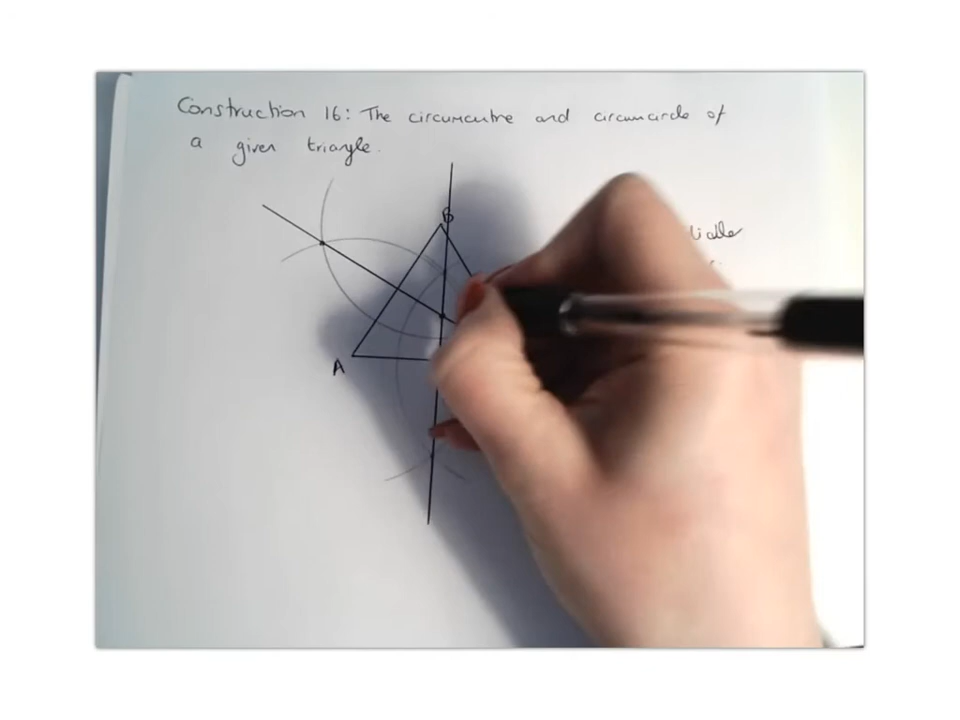 Construction 16: The circumcentre and circumcircle of
a given triangle.
B
A